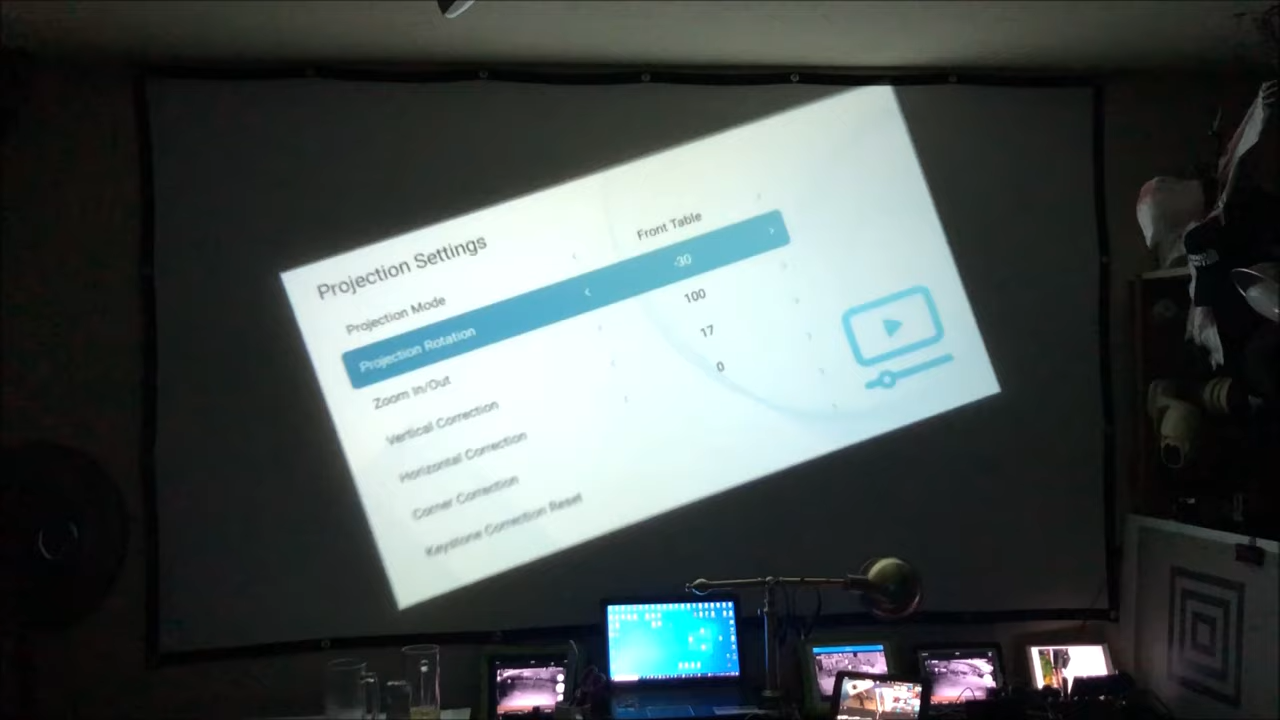 Projection Settings
Projection Mode Front Table
Projection Rotation -30
Zoom In/Out 100
Vertical Correction 17
Horizontal Correction 0
Corner Correction
Keystone Correction Reset